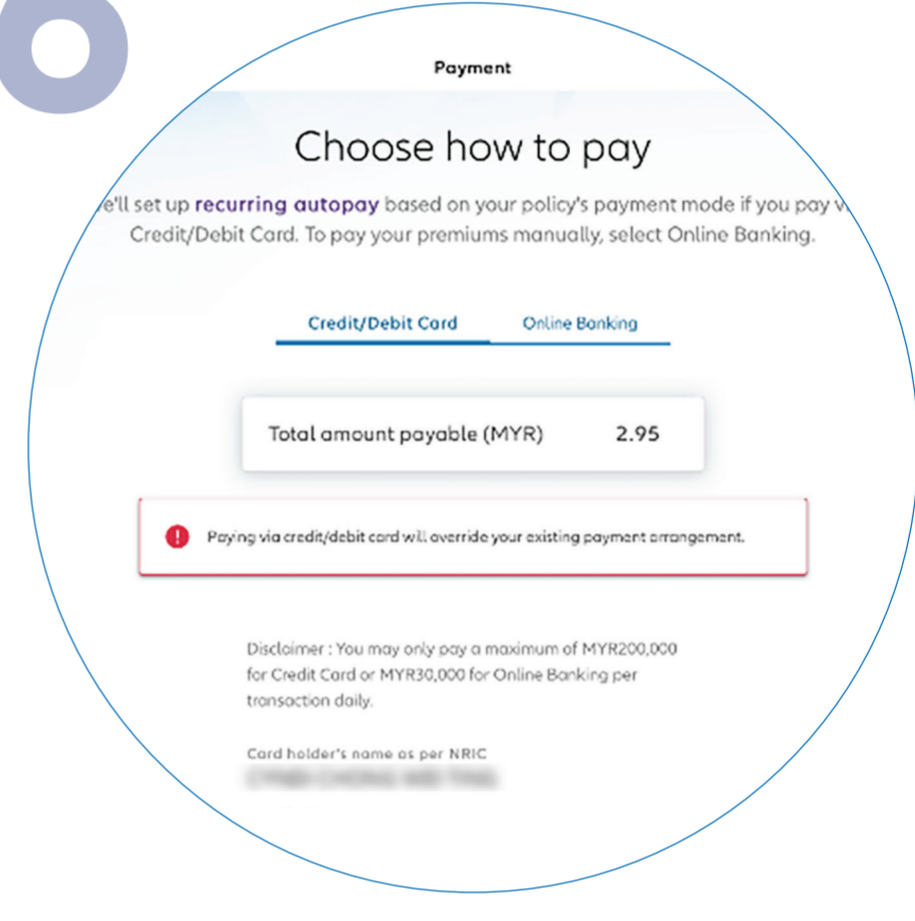 Payment
Choose how to pay
e'll set up recurring autopay based on your policy's payment mode if you pay
Credit/Debit Card. To pay your premiums manually, select Online Banking.
Credit/Debit Card Online Banking
Total amount payable (MYR) 2.95
Paying via credit/debit card will override your existing payment arrangement.
Disclaimer : You may only pay a maximum of MYR200,000
for Credit Card or MYR30,000 for Online Banking per
transaction daily.
Card holder's name as per NRIC